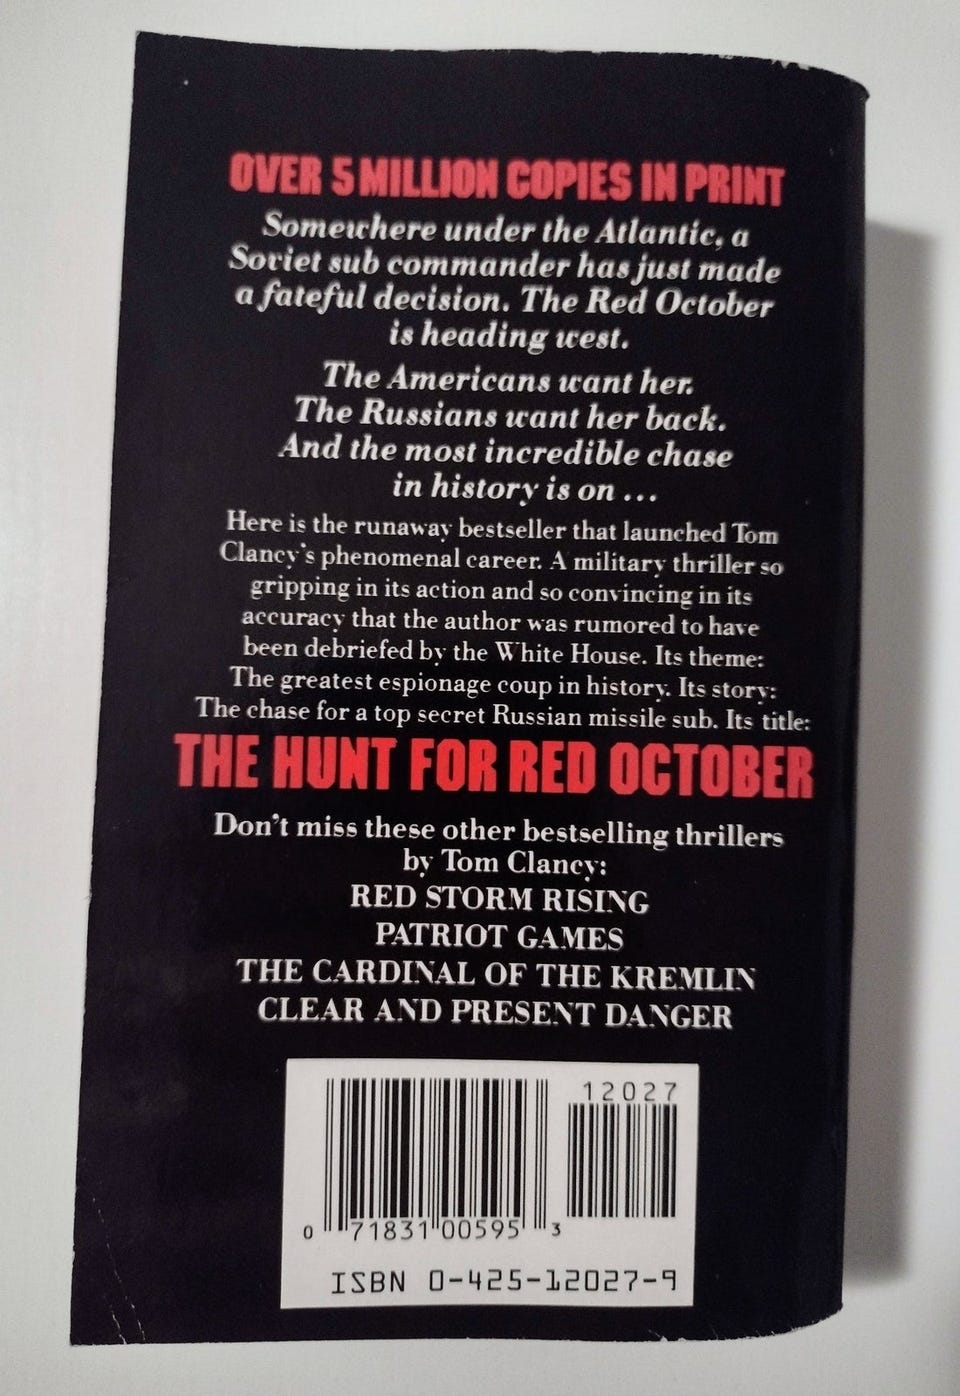 OVER 5 MILLION COPIES IN PRINT
Somewhere under the Atlantic, a
Soviet sub commander has just made
a fateful decision. The Red October
is heading west.
The Americans want her.
The Russians want her back.
And the most incredible chase
in history is on ...
Here is the runaway bestseller that launched Tom
Clancy's phenomenal career. A military thriller so
gripping in its action and so convincing in its
accuracy that the author was rumored to have
been debriefed by the White House. Its theme:
The greatest espionage coup in history. Its story:
The chase for a top secret Russian missile sub. Its title:
THE HUNT FOR RED OCTOBER
Don't miss these other bestselling thrillers
by Tom Clancy:
RED STORM RISING
PATRIOT GAMES
THE CARDINAL OF THE KREMLIN
CLEAR AND PRESENT DANGER
12027
0 71831 00595 3
ISBN 0-425-12027-9